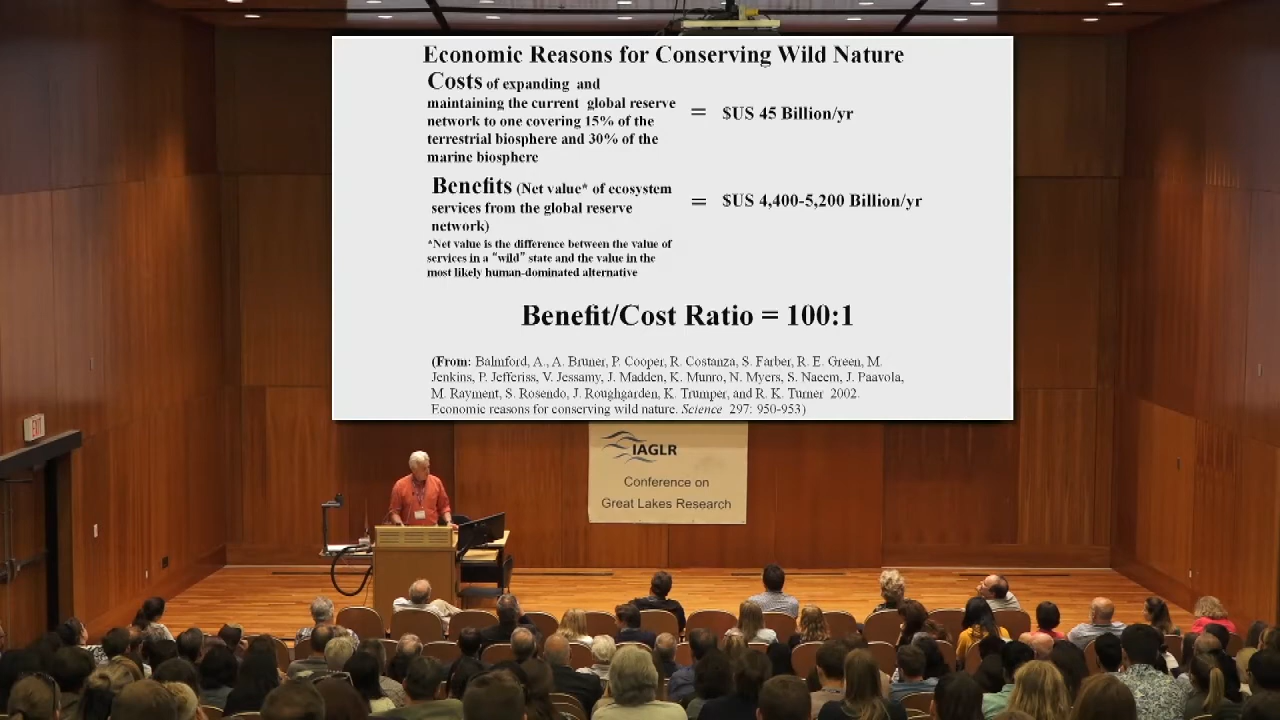 Economic Reasons for Conserving Wild Nature
Costs of expanding and
maintaining the current global reserve
network to one covering 15% of the
terrestrial biosphere and 30% of the
marine biosphere
= $US 45 Billion/yr
Benefits (Net value* of ecosystem
services from the global reserve
network)
= $US 4,400-5,200 Billion/yr
*Net value is the difference between the value of
services in a “wild” state and the value in the
most likely human-dominated alternative
Benefit/Cost Ratio = 100:1
(From: Balmford, A., A. Bruner, P. Cooper, R. Costanza, S. Farber, R. E. Green, M.
Jenkins, P. Jefferiss, V. Jessamy, J. Madden, K. Munro, N. Myers, S. Naeem, J. Paavola,
M. Rayment, S. Rosendo, J. Roughgarden, K. Trumper, and R. K. Turner 2002.
Economic reasons for conserving wild nature. Science 297: 950-953)
EXIT
IAGLR
Conference on
Great Lakes Research